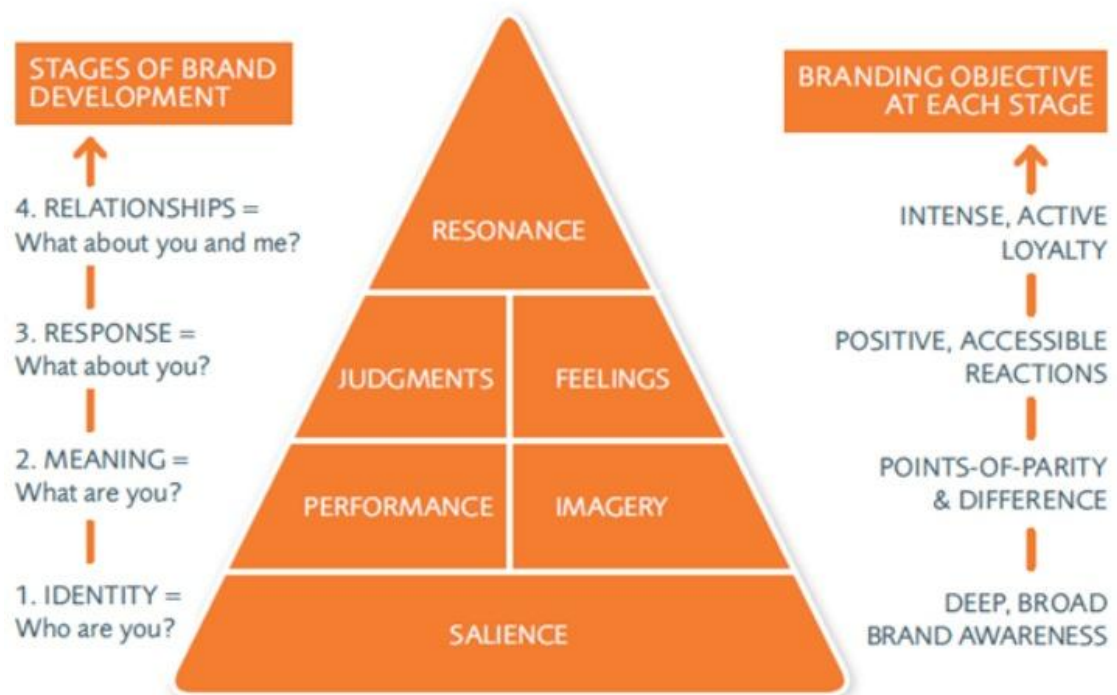 STAGES OF BRAND
DEVELOPMENT
4. RELATIONSHIPS =
What about you and me?
3. RESPONSE =
What about you?
2. MEANING =
What are you?
1. IDENTITY =
Who are you?
RESONANCE
JUDGMENTS
FEELINGS
PERFORMANCE
IMAGERY
SALIENCE
BRANDING OBJECTIVE
AT EACH STAGE
INTENSE, ACTIVE
LOYALTY
POSITIVE, ACCESSIBLE
REACTIONS
POINTS-OF-PARITY
& DIFFERENCE
DEEP, BROAD
BRAND AWARENESS